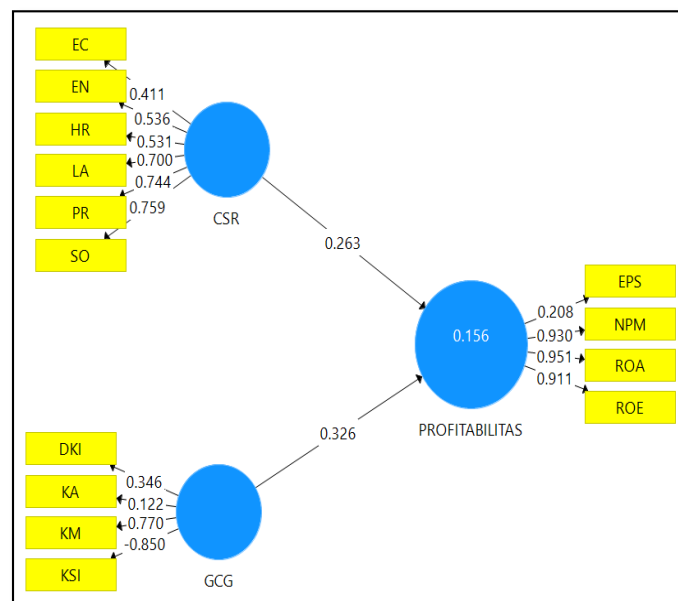 EC
EN
HR
LA
PR
SO
0.411
0.536
0.531
0.700
0.744
0.759
CSR
0.263
EPS
NPM
ROA
ROE
0.208
0.930
0.951
0.911
0.156
PROFITABILITAS
0.326
DKI
KA
KM
KSI
0.346
0.122
0.770
-0.850
GCG